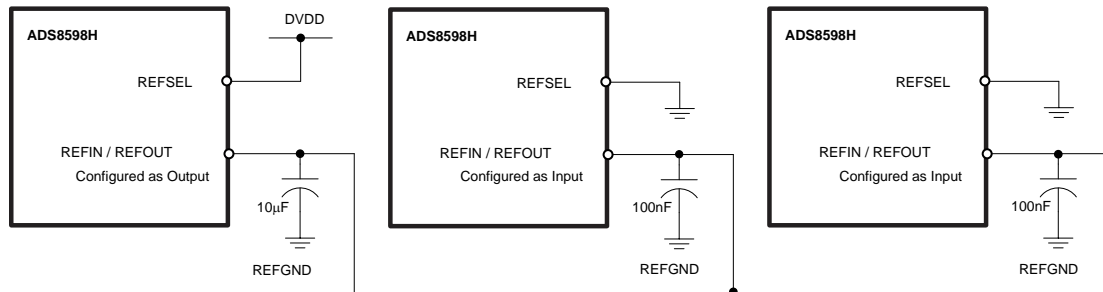 DVDD
ADS8598H
REFSEL
REFIN / REFOUT
Configured as Output
10μF
REFGND
ADS8598H
REFSEL
REFIN / REFOUT
Configured as Input
100nF
REFGND
ADS8598H
REFSEL
REFIN / REFOUT
Configured as Input
100nF
REFGND